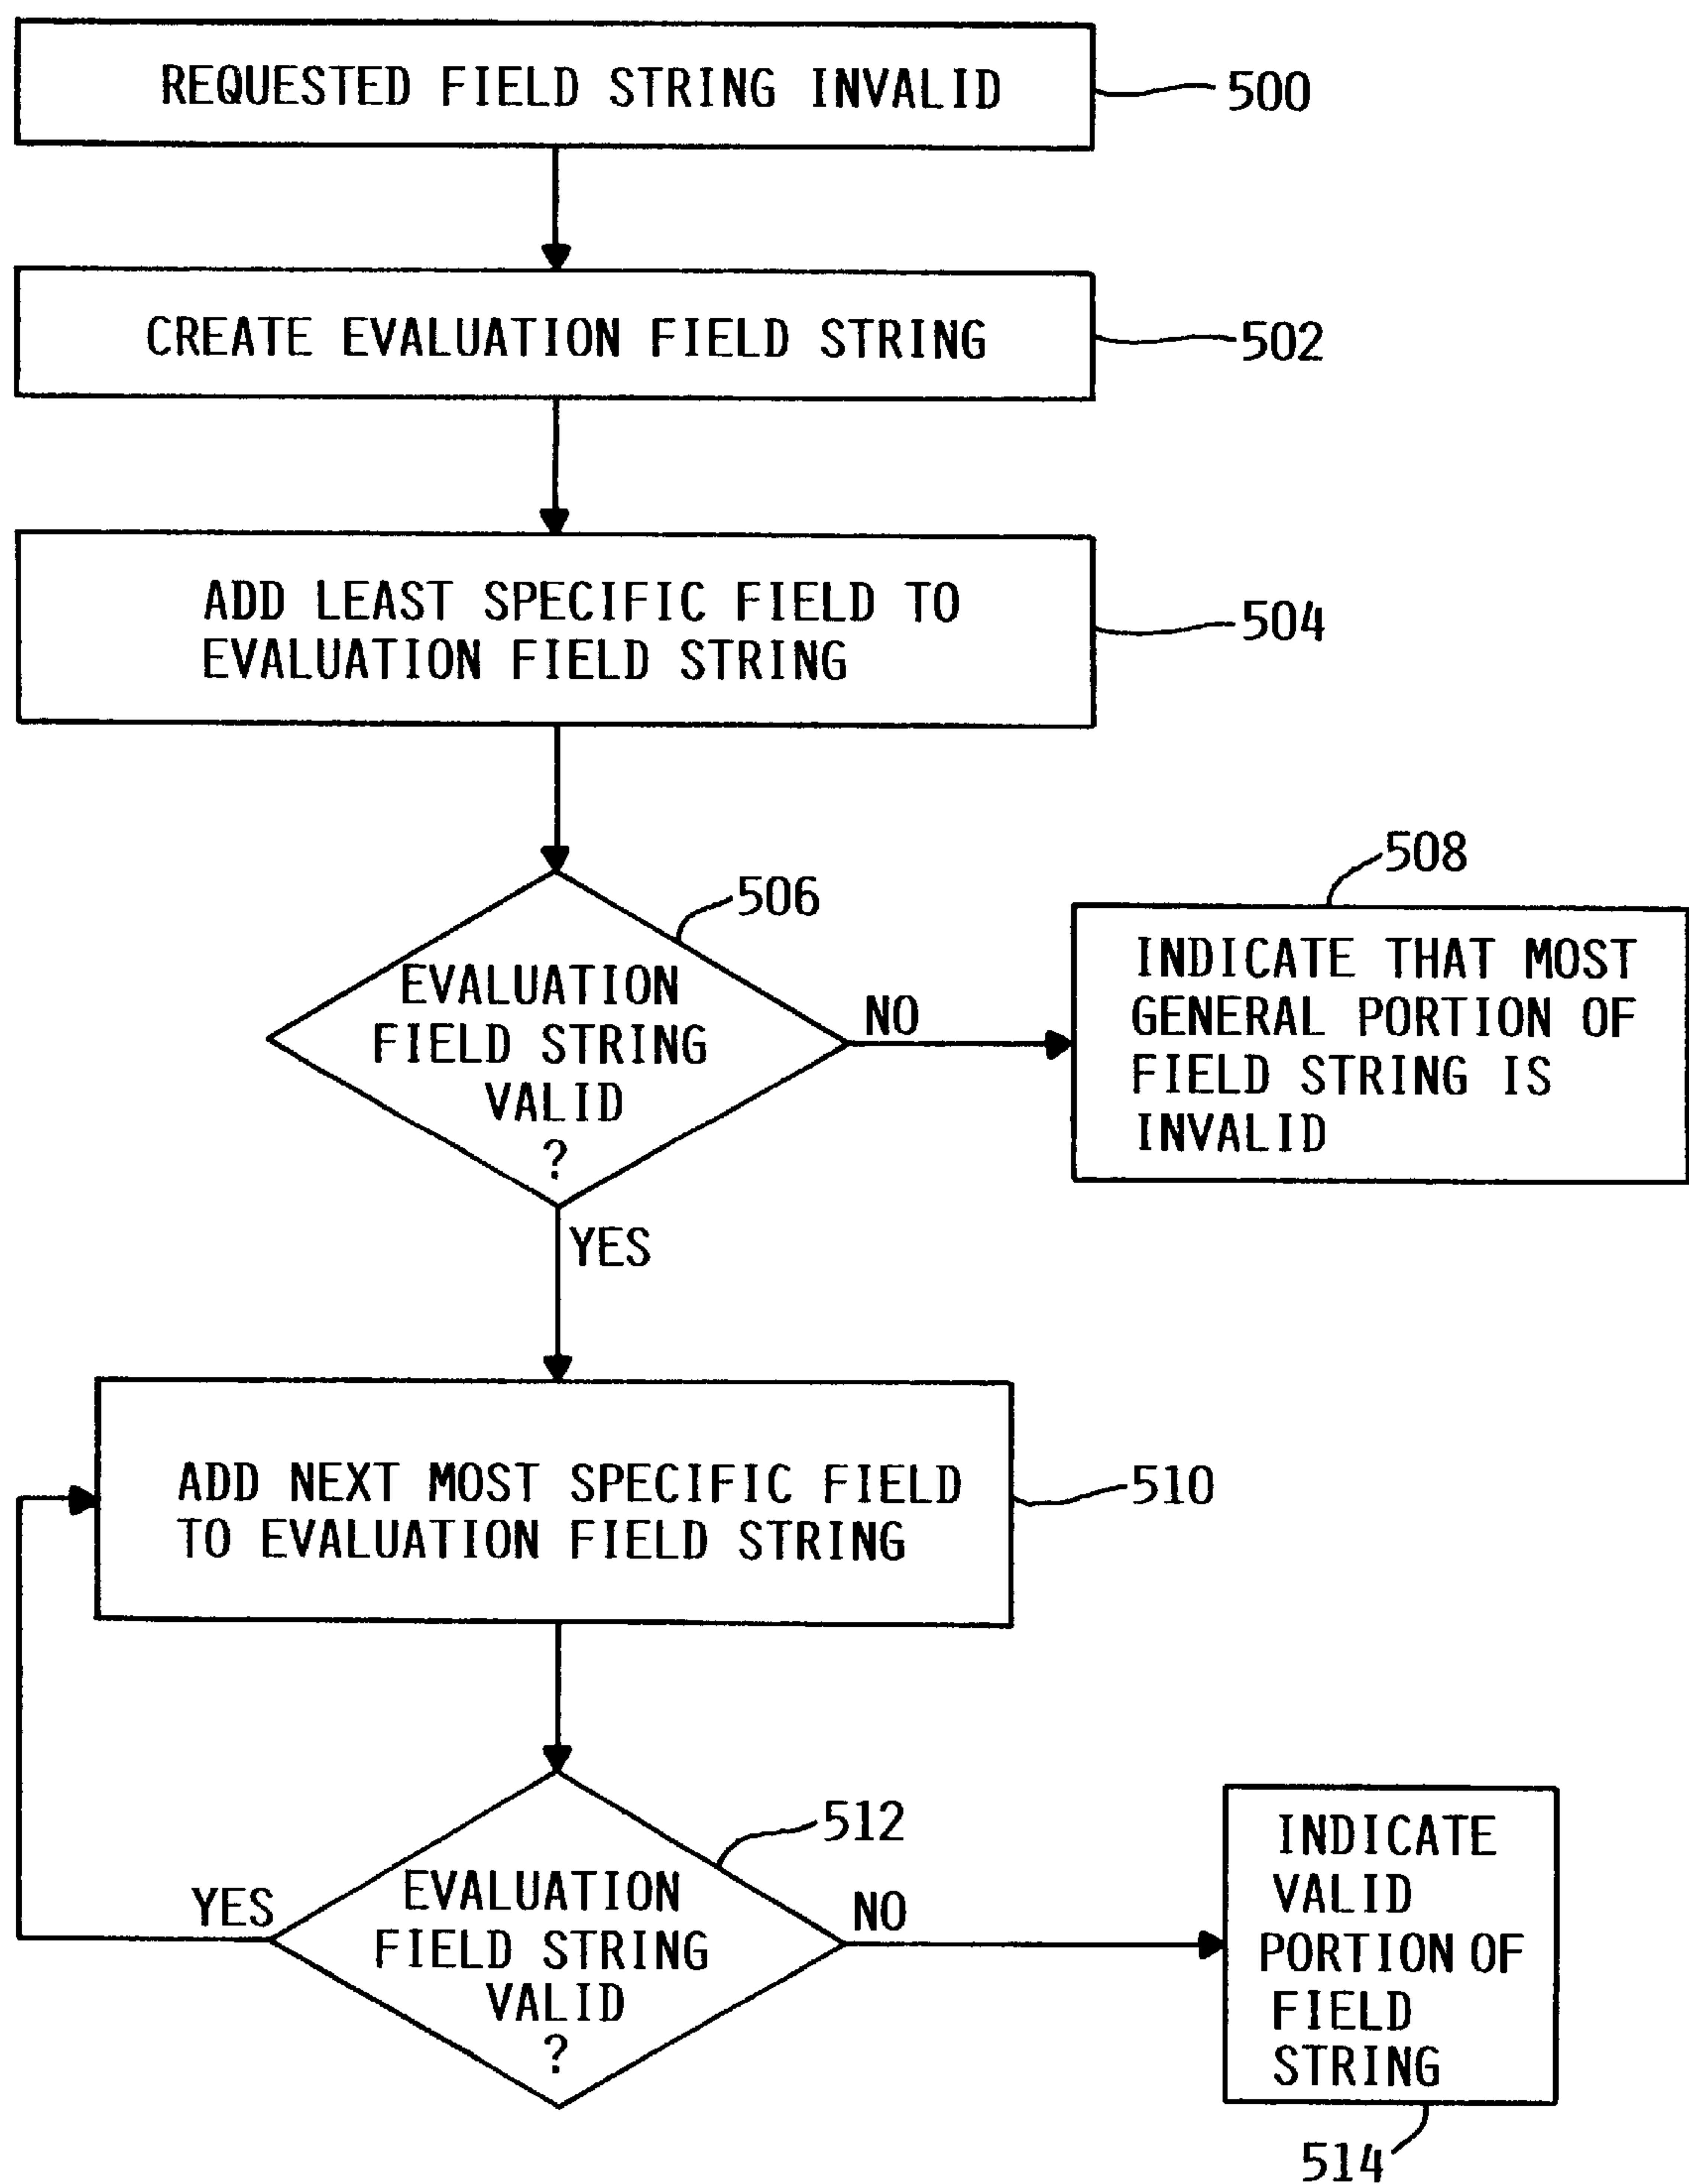 REQUESTED FIELD STRING INVALID
500
CREATE EVALUATION FIELD STRING
502
ADD LEAST SPECIFIC FIELD TO
EVALUATION FIELD STRING
504
506
EVALUATION
FIELD STRING
VALID
?
NO
508
INDICATE THAT MOST
GENERAL PORTION OF
FIELD STRING IS
INVALID
YES
ADD NEXT MOST SPECIFIC FIELD
TO EVALUATION FIELD STRING
510
512
EVALUATION
FIELD STRING
VALID
?
YES
NO
INDICATE
VALID
PORTION OF
FIELD
STRING
514